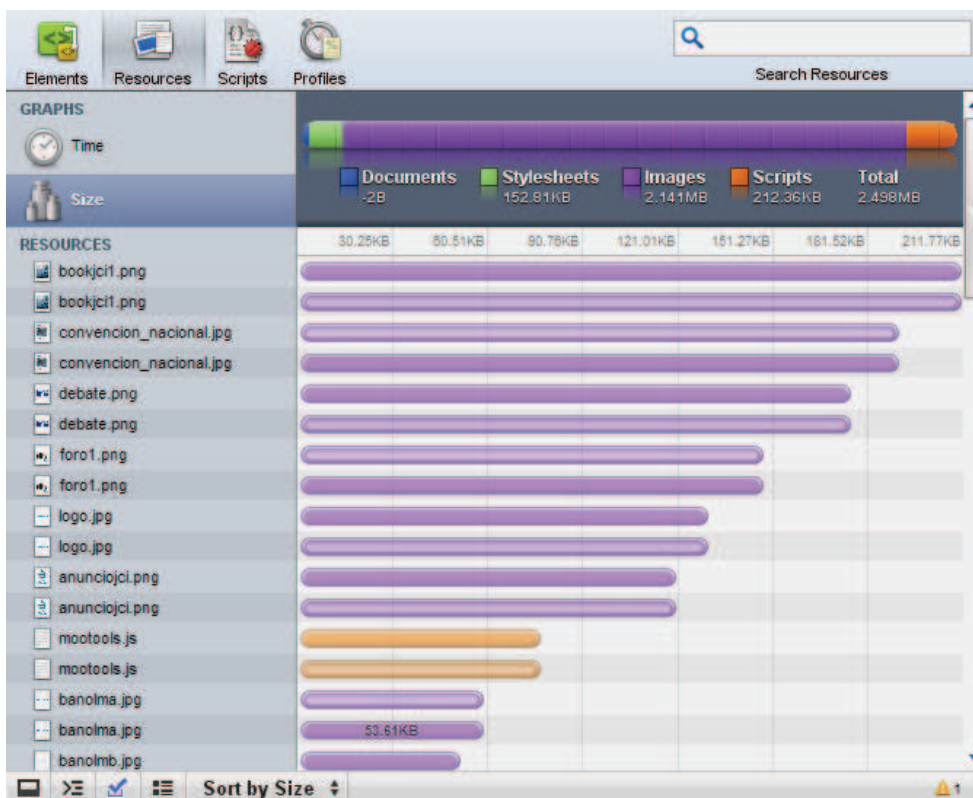 Elements Resources Scripts Profiles
Search Resources
GRAPHS
Time
Size
Documents Stylesheets Images Scripts Total
-2B 152.81KB 2.141MB 212.36KB 2.498MB
RESOURCES
30.25KB 60.51KB 90.76KB 121.01KB 151.27KB 181.52KB 211.77KB
bookjci1.png
bookjci1.png
convencion_nacional.jpg
convencion_nacional.jpg
debate.png
debate.png
foro1.png
foro1.png
logo.jpg
logo.jpg
anunciojci.png
anunciojci.png
mootools.js
mootools.js
banolma.jpg
banolma.jpg 53.61KB
banolmb.jpg
Sort by Size 1